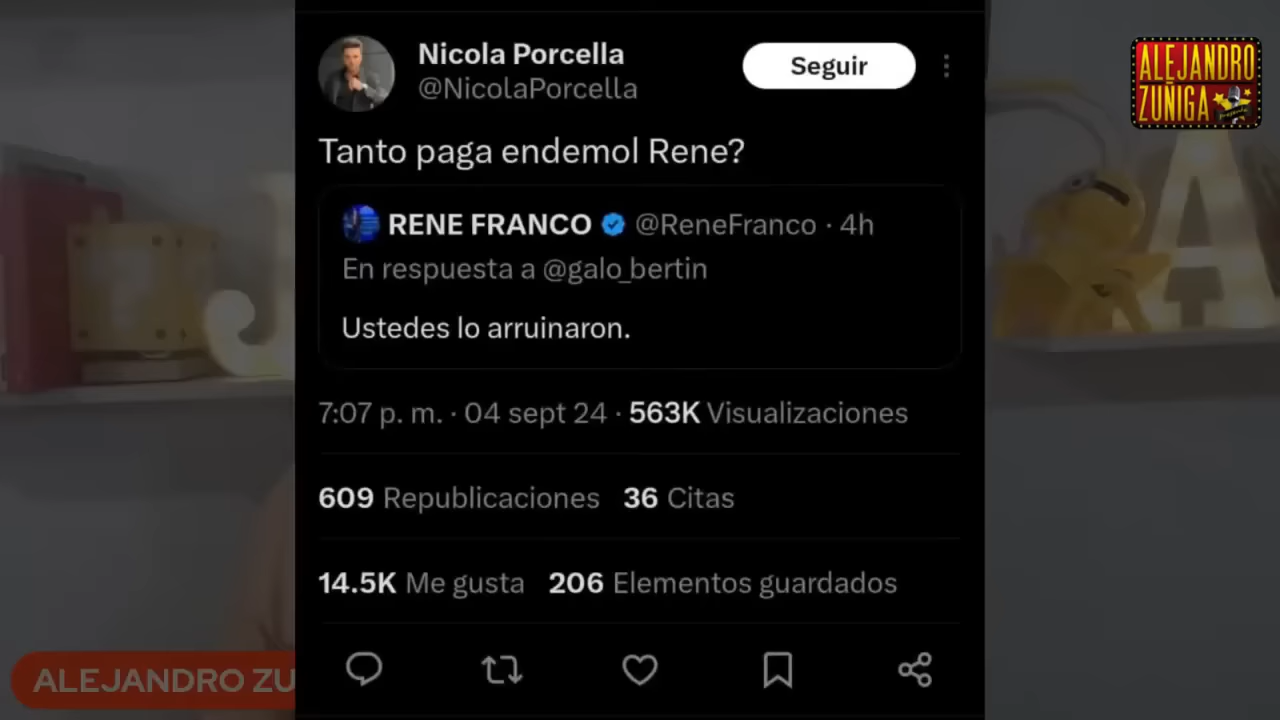 Nicola Porcella
@NicolaPorcella
Seguir
ALEJANDRO
ZUÑIGA
Tanto paga endemol Rene?
RENE FRANCO @ReneFranco · 4h
En respuesta a @galo_bertin
Ustedes lo arruinaron.
7:07 p. m. · 04 sept 24 · 563K Visualizaciones
609 Republicaciones 36 Citas
14.5K Me gusta 206 Elementos guardados
ALEJANDRO ZU
J
A